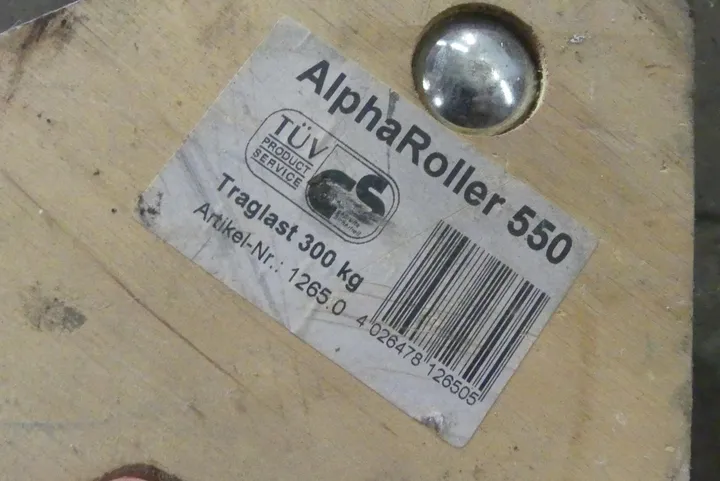 AlphaRoller 550
TÜV
PRODUCT
SERVICE
GS
Traglast 300 kg
Artikel-Nr.: 1265.0
4 026478 126505